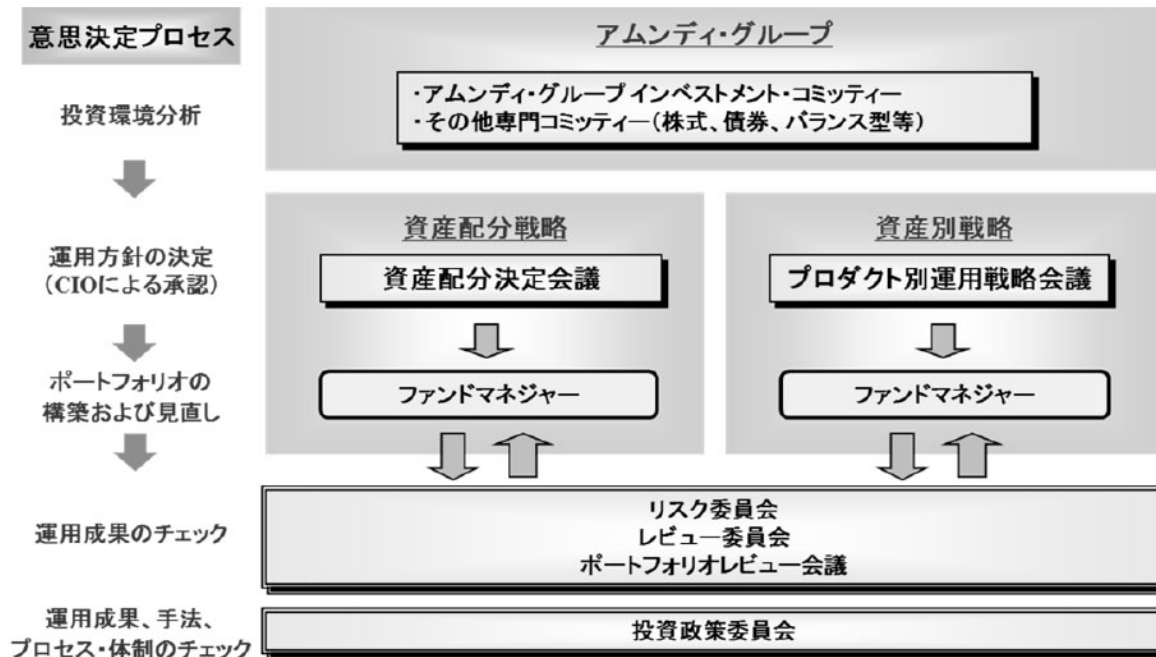 意思決定プロセス
アムンディ・グループ
投資環境分析
・アムンディ・グループ インベストメント・コミッティー
・その他専門コミッティー(株式、債券、バランス型等)
運用方針の決定
(CIOによる承認)
資産配分戦略
資産配分決定会議
ファンドマネジャー
資産別戦略
プロダクト別運用戦略会議
ファンドマネジャー
ポートフォリオの
構築および見直し
運用成果のチェック
リスク委員会
レビュー委員会
ポートフォリオレビュー会議
運用成果、手法、
プロセス・体制のチェック
投資政策委員会